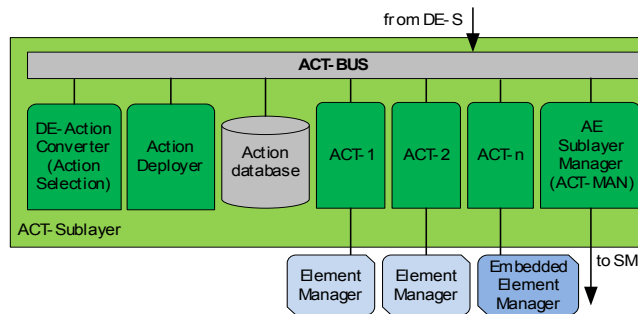 from DE-S
ACT-BUS
DE-Action
Converter
(Action
Selection)
Action
Deployer
Action
database
ACT-1
ACT-2
ACT-n
AE
Sublayer
Manager
(ACT-MAN)
ACT-Sublayer
Element
Manager
Element
Manager
Embedded
Element
Manager
to SM